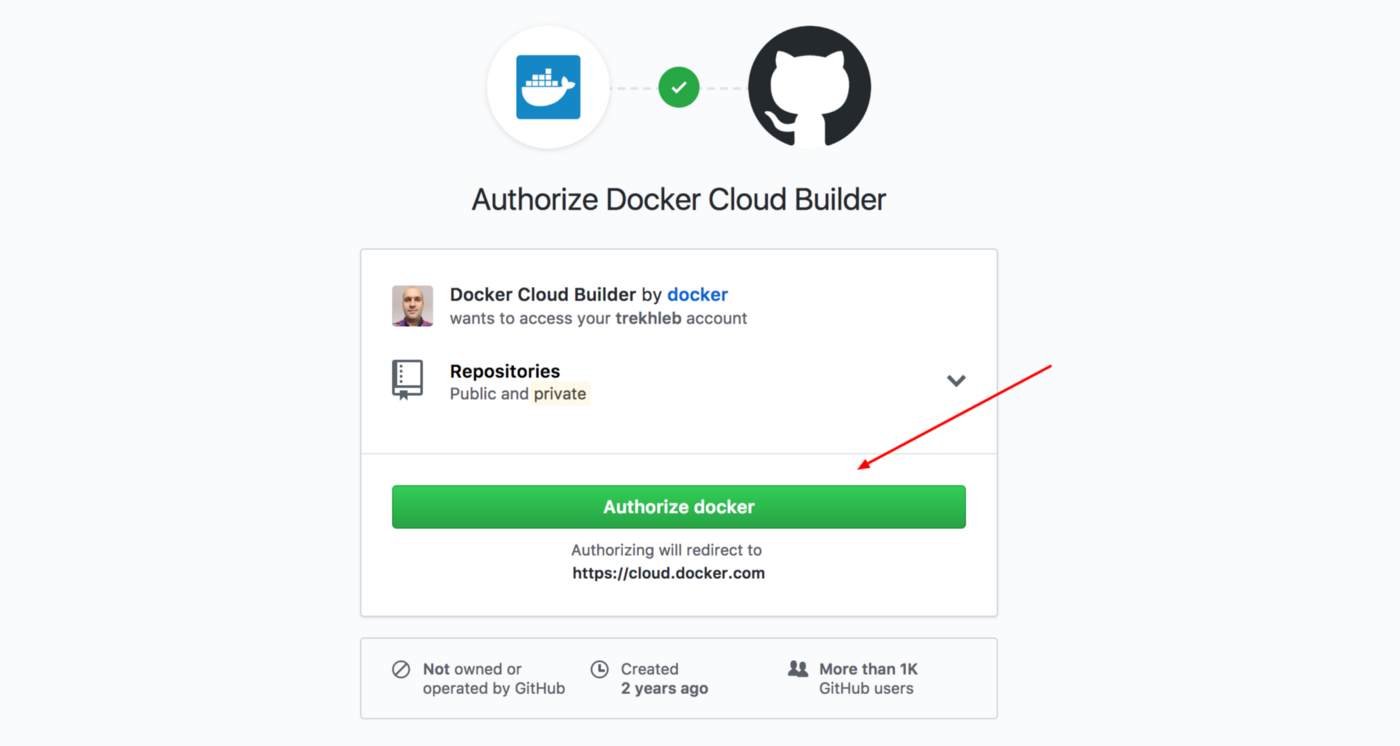 Authorize Docker Cloud Builder
Docker Cloud Builder by docker
wants to access your trekhleb account
Repositories
Public and private
Authorize docker
Authorizing will redirect to
https://cloud.docker.com
Not owned or
operated by GitHub
Created
2 years ago
More than 1K
GitHub users